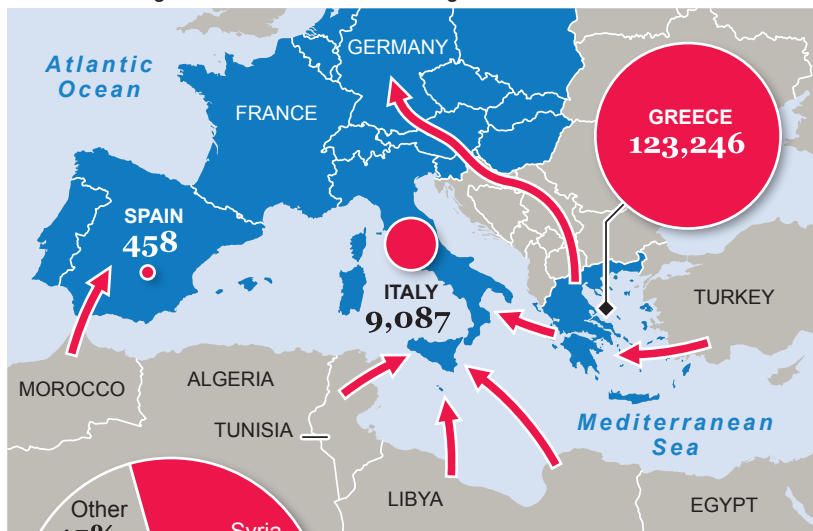 Atlantic
Ocean
GERMANY
FRANCE
GREECE
123,246
SPAIN
458
ITALY
9,087
TURKEY
MOROCCO
ALGERIA
TUNISIA
Mediterranean
Sea
LIBYA
EGYPT
Other
Syria